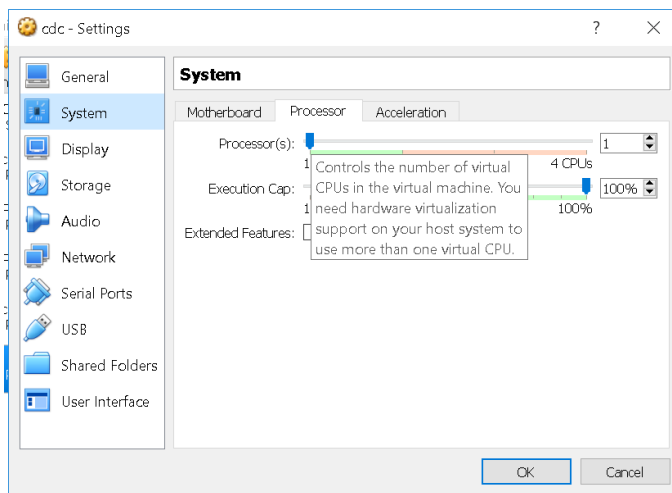 cdc - Settings
?
General
System
Display
Storage
Audio
Network
Serial Ports
USB
Shared Folders
User Interface
System
Motherboard
Processor
Acceleration
Processor(s):
1
1
4 CPUs
Execution Cap:
100%
1
100%
Extended Features:
Controls the number of virtual
CPUs in the virtual machine. You
need hardware virtualization
support on your host system to
use more than one virtual CPU.
OK
Cancel